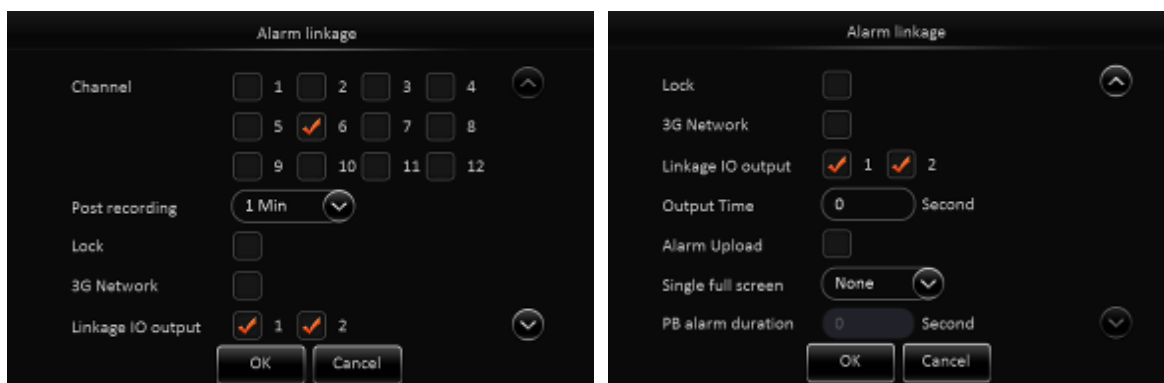 Alarm linkage
Channel 1 2 3 4
5 6 7 8
9 10 11 12
Post recording 1 Min
Lock
3G Network
Linkage IO output 1 2
OK Cancel
Alarm linkage
Lock
3G Network
Linkage IO output 1 2
Output Time 0 Second
Alarm Upload
Single full screen None
PB alarm duration 0 Second
OK Cancel